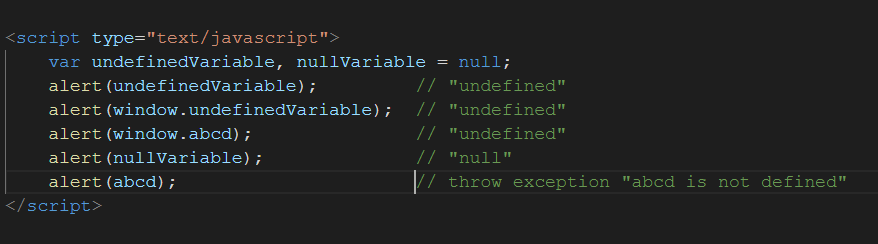 <script type="text/javascript">
    var undefinedVariable, nullVariable = null;
    alert(undefinedVariable);         // "undefined"
    alert(window.undefinedVariable);  // "undefined"
    alert(window.abcd);               // "undefined"
    alert(nullVariable);              // "null"
    alert(abcd);                      // throw exception "abcd is not defined"
</script>